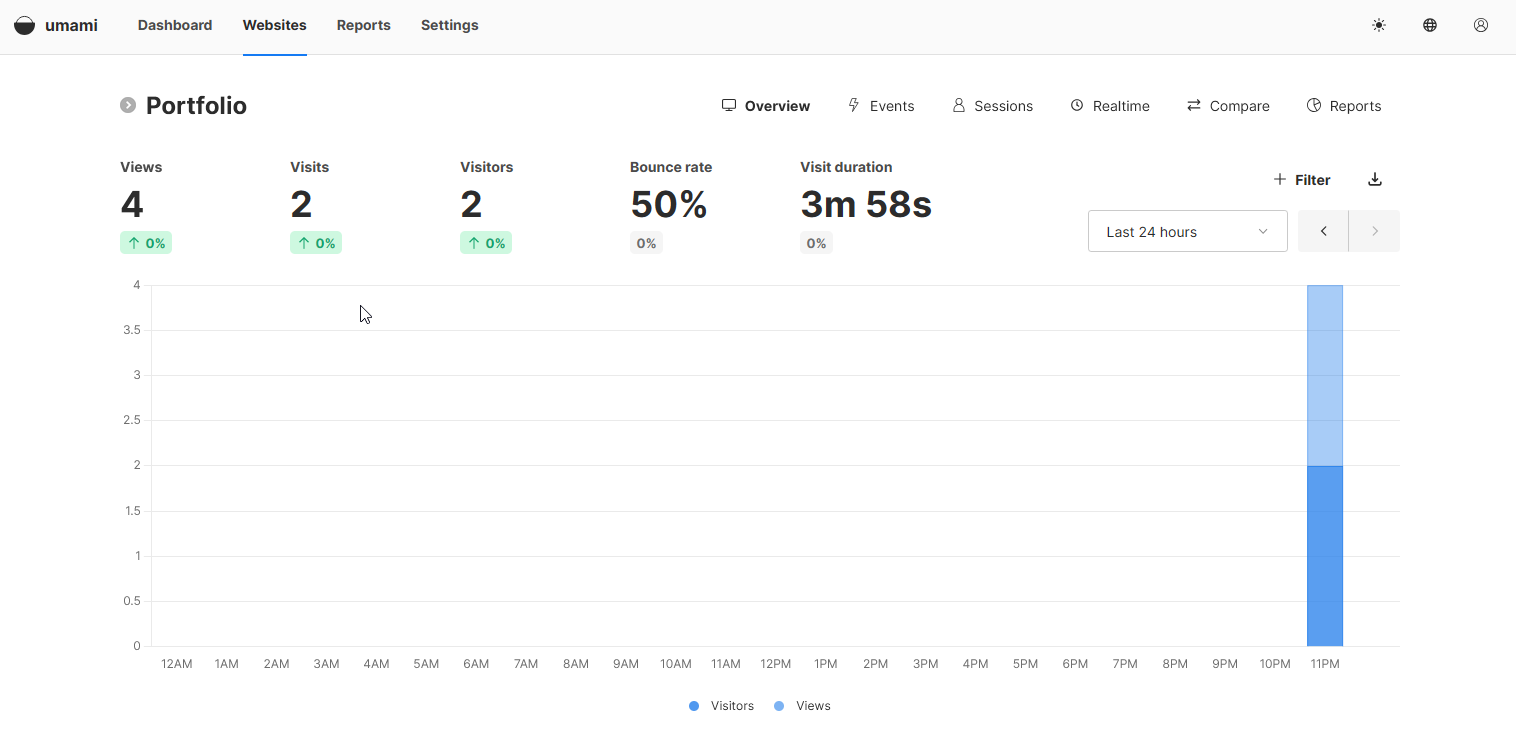 umami Dashboard Websites Reports Settings
Portfolio Overview Events Sessions Realtime Compare Reports
Views Visits Visitors Bounce rate Visit duration
4 2 2 50% 3m 58s
↑ 0% ↑ 0% ↑ 0% 0% 0%
+ Filter
Last 24 hours
4
3.5
3
2.5
2
1.5
1
0.5
0
12AM 1AM 2AM 3AM 4AM 5AM 6AM 7AM 8AM 9AM 10AM 11AM 12PM 1PM 2PM 3PM 4PM 5PM 6PM 7PM 8PM 9PM 10PM 11PM
Visitors Views